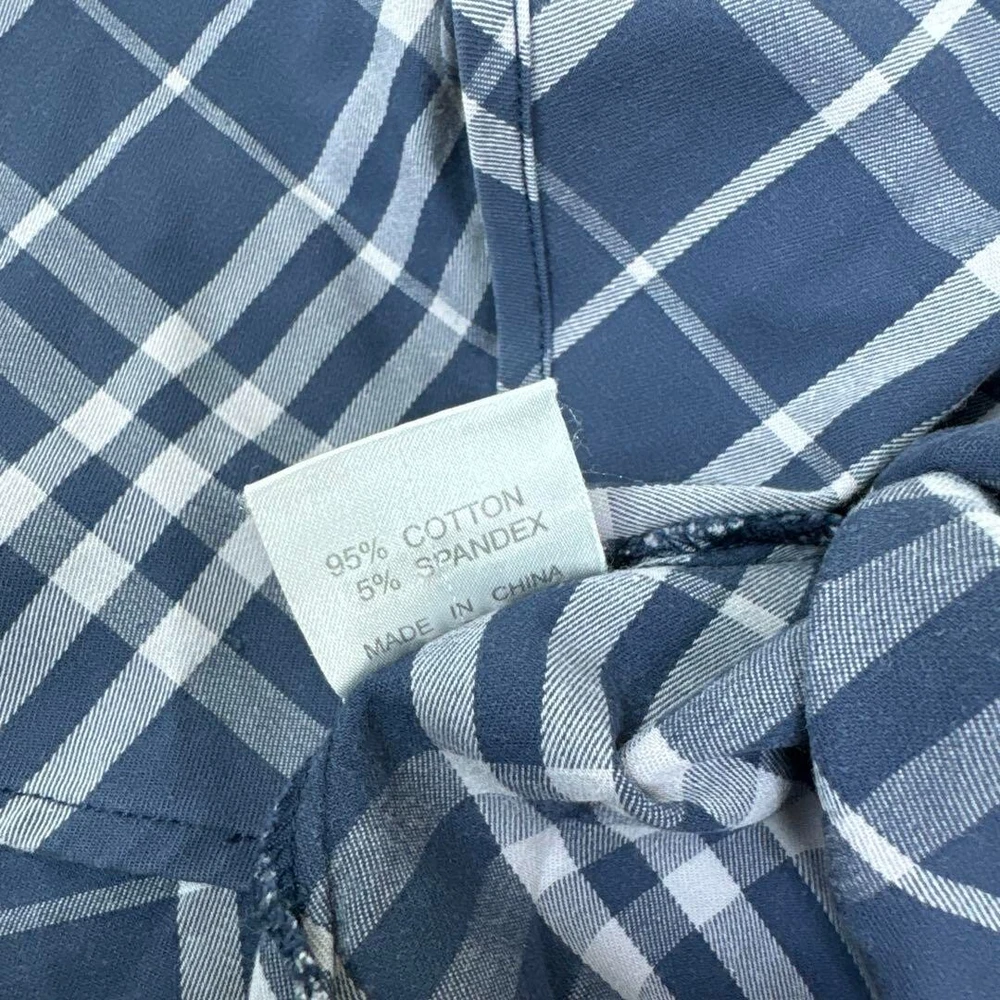 95% COTTON
5% SPANDEX
MADE IN CHINA